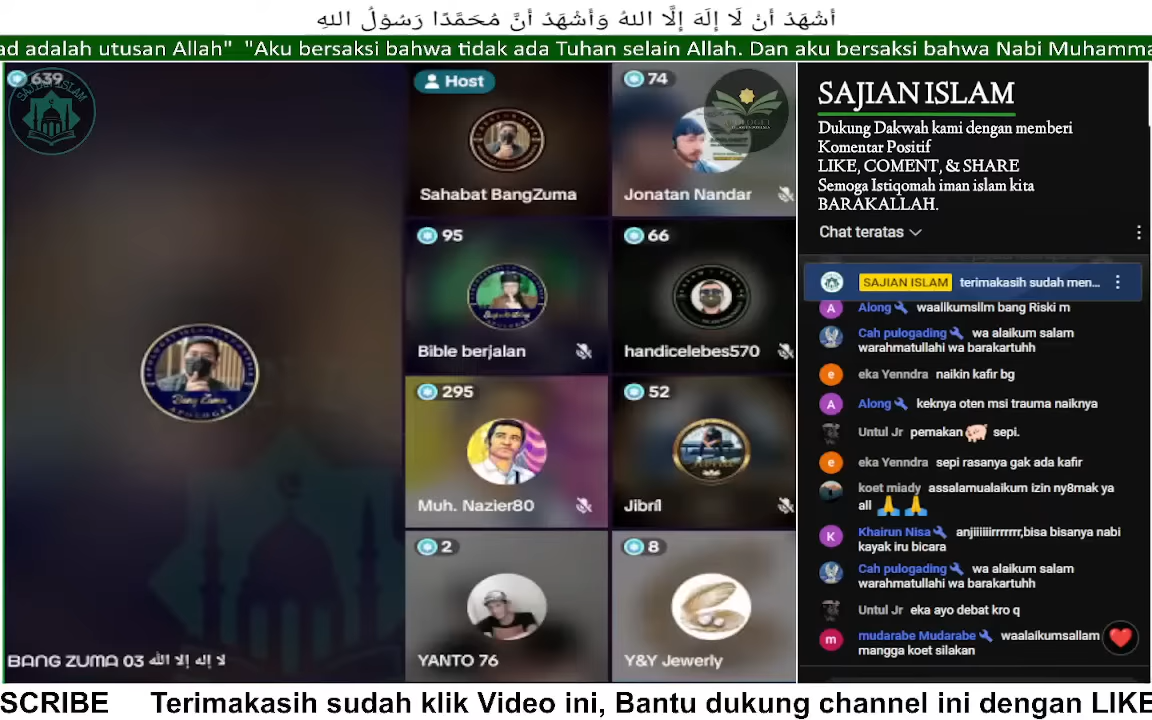 أَشْهَدُ أَنْ لَا إِلَهَ إِلَّا اللهُ وَأَشْهَدُ أَنَّ مُحَمَّدًا رَسُوْلُ اللهِ
ad adalah utusan Allah" "Aku bersaksi bahwa tidak ada Tuhan selain Allah. Dan aku bersaksi bahwa Nabi Muhamma
639
SAJIAN ISLAM
BANG ZUMA 03 لا إله إلا الله
Host
Sahabat BangZuma
74
Jonatan Nandar
95
Bible berjalan
66
handicelebes570
295
Muh. Nazier80
52
Jibril
2
YANTO 76
8
Y&Y Jewerly
Bang Zuma
APOLOGET
SAJIAN ISLAM
Dukung Dakwah kami dengan memberi
Komentar Positif
LIKE, COMENT, & SHARE
Semoga Istiqomah iman islam kita
BARAKALLAH.
Chat teratas
SAJIAN ISLAM terimakasih sudah men...
A Along waalikumsllm bang Riski m
Cah pulogading wa alaikum salam
warahmatullahi wa barakartuhh
e eka Yenndra naikin kafir bg
A Along keknya oten msi trauma naiknya
Untul Jr pemakan🐖 sepi.
e eka Yenndra sepi rasanya gak ada kafir
koet miady assalamualaikum izin ny8mak ya
all 🙏 🙏
K Khairun Nisa anjiiiiiirrrrrrr,bisa bisanya nabi
kayak iru bicara
Cah pulogading wa alaikum salam
warahmatullahi wa barakartuhh
Untul Jr eka ayo debat kro q
m mudarabe Mudarabe waalaikumsallam
mangga koet silakan
SCRIBE Terimakasih sudah klik Video ini, Bantu dukung channel ini dengan LIKE